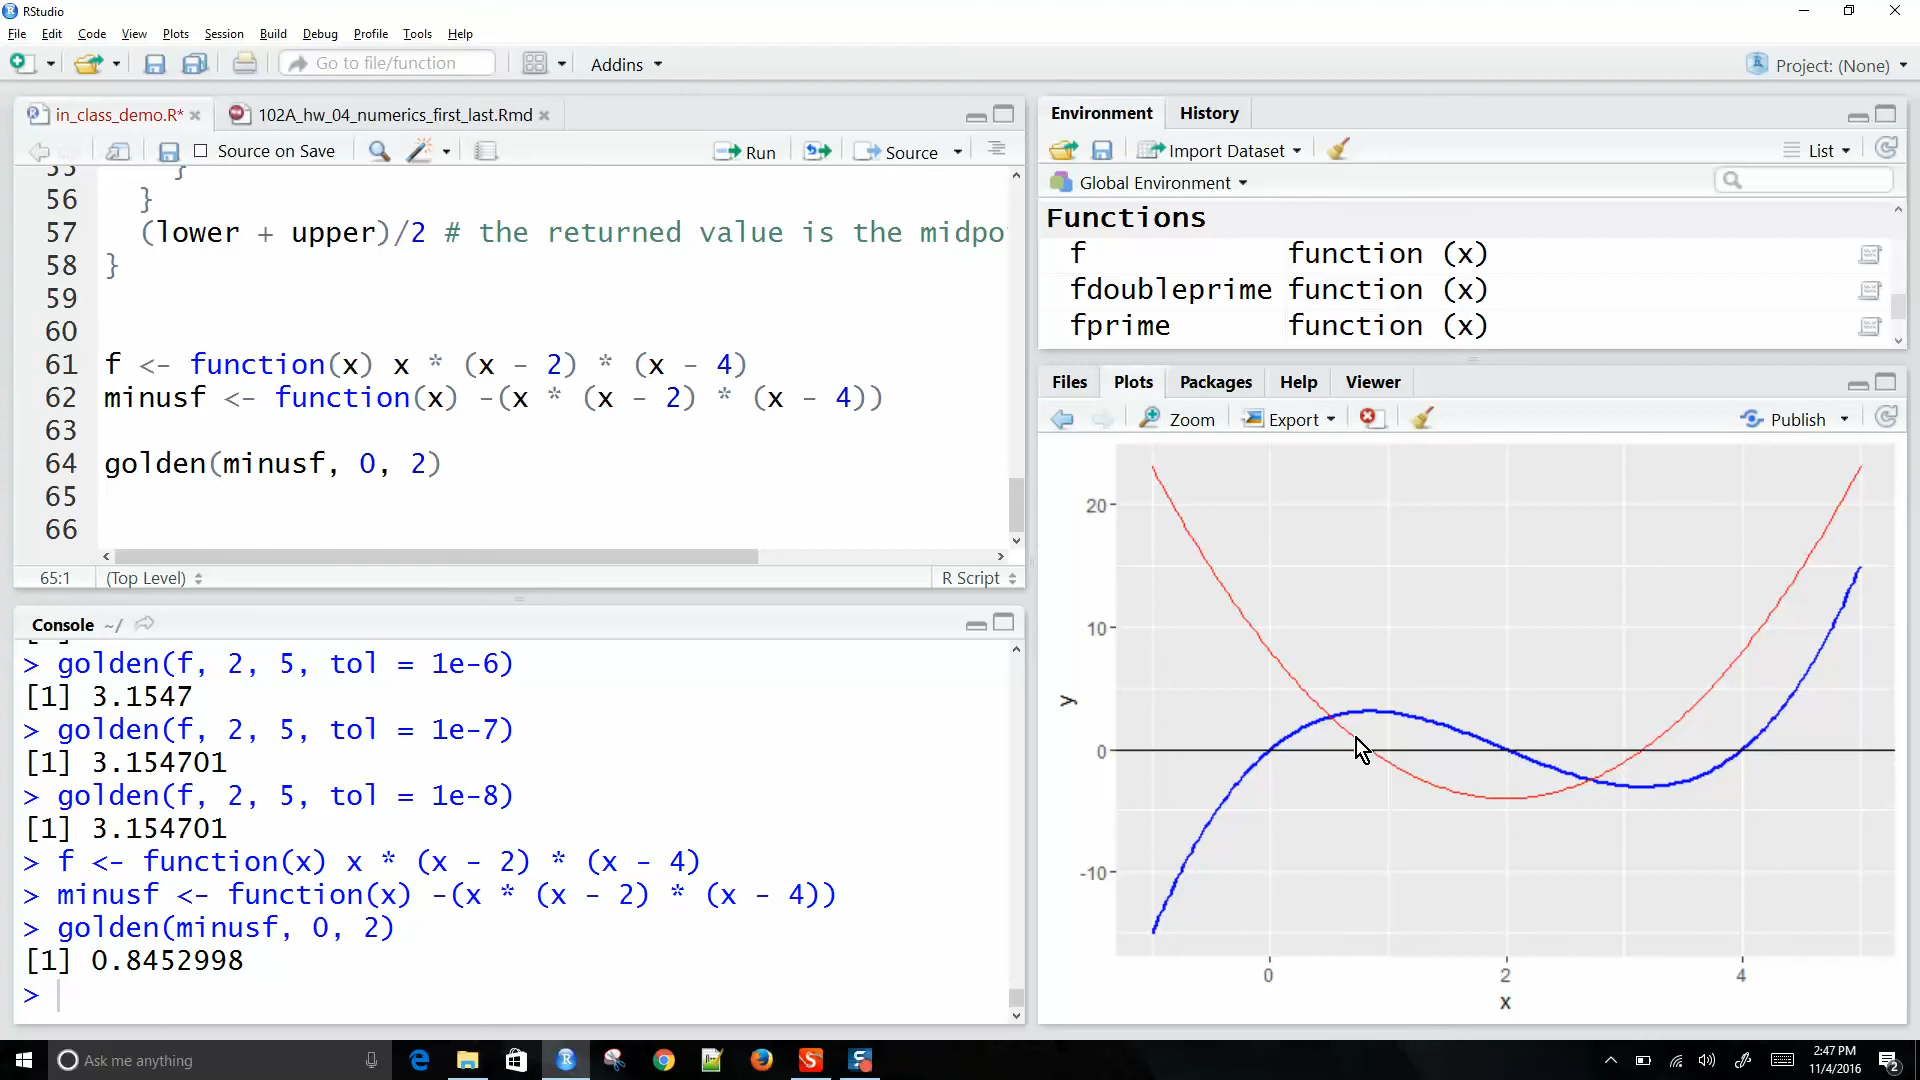 RStudio
File Edit Code View Plots Session Build Debug Profile Tools Help
Go to file/function Addins Project: (None)
in_class_demo.R* 102A_hw_04_numerics_first_last.Rmd
Source on Save Run Source
55 }
56 }
57 (lower + upper)/2 # the returned value is the midpo
58 }
59
60
61 f <- function(x) x * (x - 2) * (x - 4)
62 minusf <- function(x) -(x * (x - 2) * (x - 4))
63
64 golden(minusf, 0, 2)
65
66
65:1 (Top Level) R Script
Console ~/
> golden(f, 2, 5, tol = 1e-6)
[1] 3.1547
> golden(f, 2, 5, tol = 1e-7)
[1] 3.154701
> golden(f, 2, 5, tol = 1e-8)
[1] 3.154701
> f <- function(x) x * (x - 2) * (x - 4)
> minusf <- function(x) -(x * (x - 2) * (x - 4))
> golden(minusf, 0, 2)
[1] 0.8452998
>
Environment History
Import Dataset List
Global Environment
Functions
f function (x)
fdoubleprime function (x)
fprime function (x)
Files Plots Packages Help Viewer
Zoom Export Publish
20
10
0
-10
y
0 2 4
x
Ask me anything
2:47 PM
11/4/2016
2